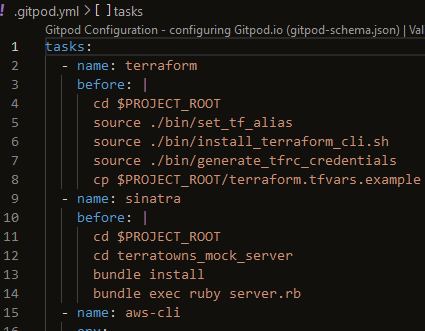 .gitpod.yml > [ ] tasks
Gitpod Configuration - configuring Gitpod.io (gitpod-schema.json) | Val
1 tasks:
2   - name: terraform
3     before: |
4       cd $PROJECT_ROOT
5       source ./bin/set_tf_alias
6       source ./bin/install_terraform_cli.sh
7       source ./bin/generate_tfrc_credentials
8       cp $PROJECT_ROOT/terraform.tfvars.example
9   - name: sinatra
10     before: |
11       cd $PROJECT_ROOT
12       cd terratowns_mock_server
13       bundle install
14       bundle exec ruby server.rb
15   - name: aws-cli